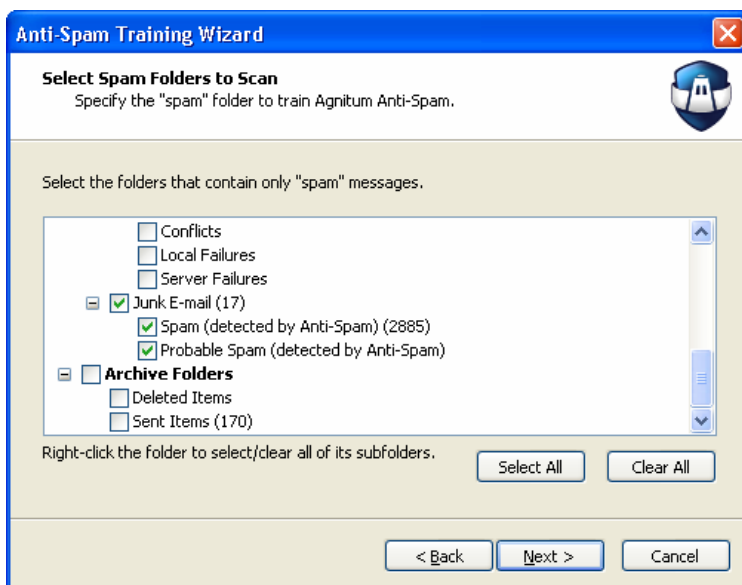 Anti-Spam Training Wizard
Select Spam Folders to Scan
Specify the "spam" folder to train Agnitum Anti-Spam.
Select the folders that contain only "spam" messages.
Conflicts
Local Failures
Server Failures
Junk E-mail (17)
Spam (detected by Anti-Spam) (2885)
Probable Spam (detected by Anti-Spam)
Archive Folders
Deleted Items
Sent Items (170)
Right-click the folder to select/clear all of its subfolders.
Select All
Clear All
< Back
Next >
Cancel